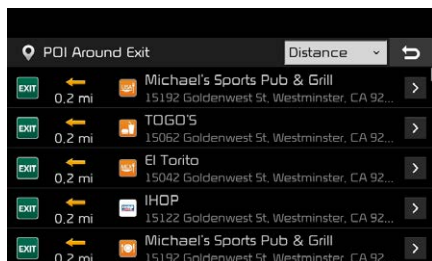 POI Around Exit
Distance
EXIT
0.2 mi
Michael's Sports Pub & Grill
15192 Goldenwest St, Westminster, CA 92...
EXIT
0.2 mi
TOGO'S
15062 Goldenwest St, Westminster, CA 92...
EXIT
0.2 mi
El Torito
15042 Goldenwest St, Westminster, CA 92...
EXIT
0.2 mi
IHOP
15122 Goldenwest St, Westminster, CA 92...
EXIT
0.2 mi
Michael's Sports Pub & Grill
15192 Goldenwest St, Westminster, CA 92...